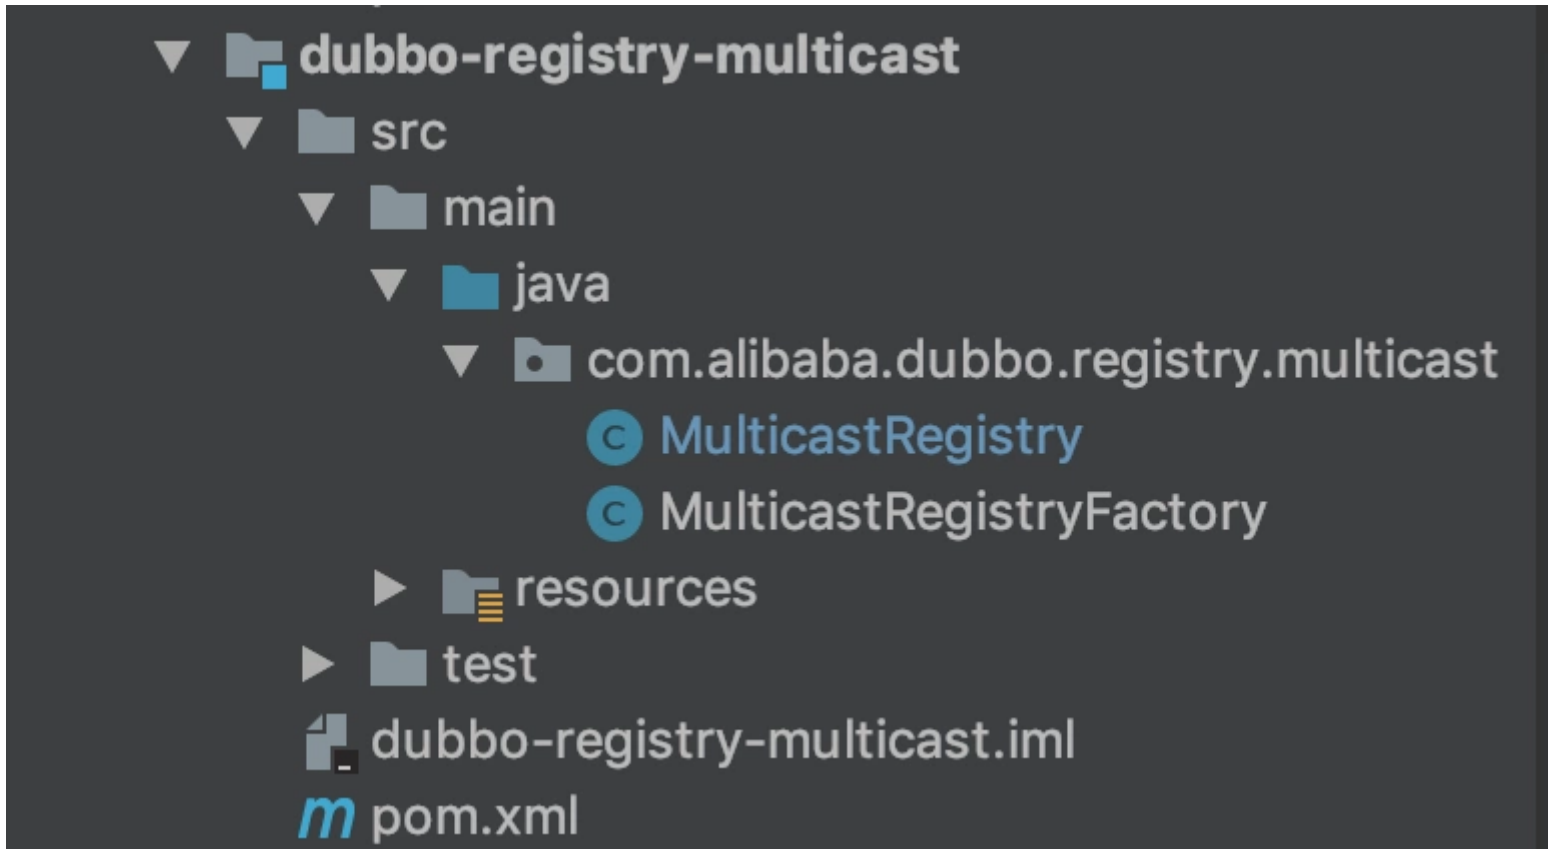 dubbo-registry-multicast
src
main
java
com.alibaba.dubbo.registry.multicast
MulticastRegistry
MulticastRegistryFactory
resources
test
dubbo-registry-multicast.iml
pom.xml